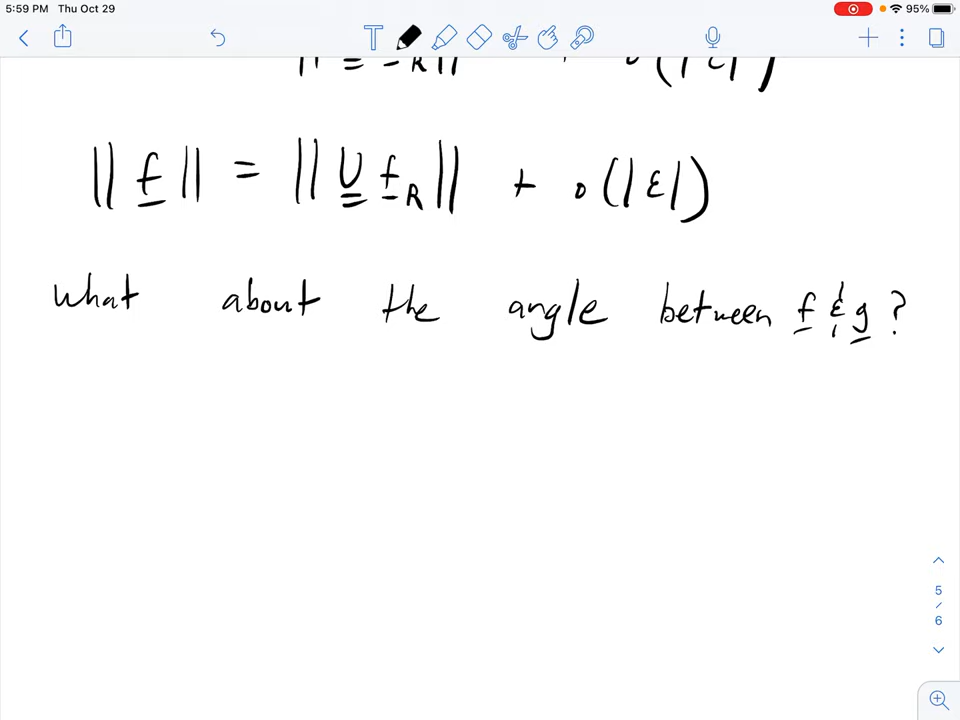 5:59 PM Thu Oct 29 95%
|| f || = || U f_R || + o(|ε|)
What about the angle between f & g ?
5
/
6